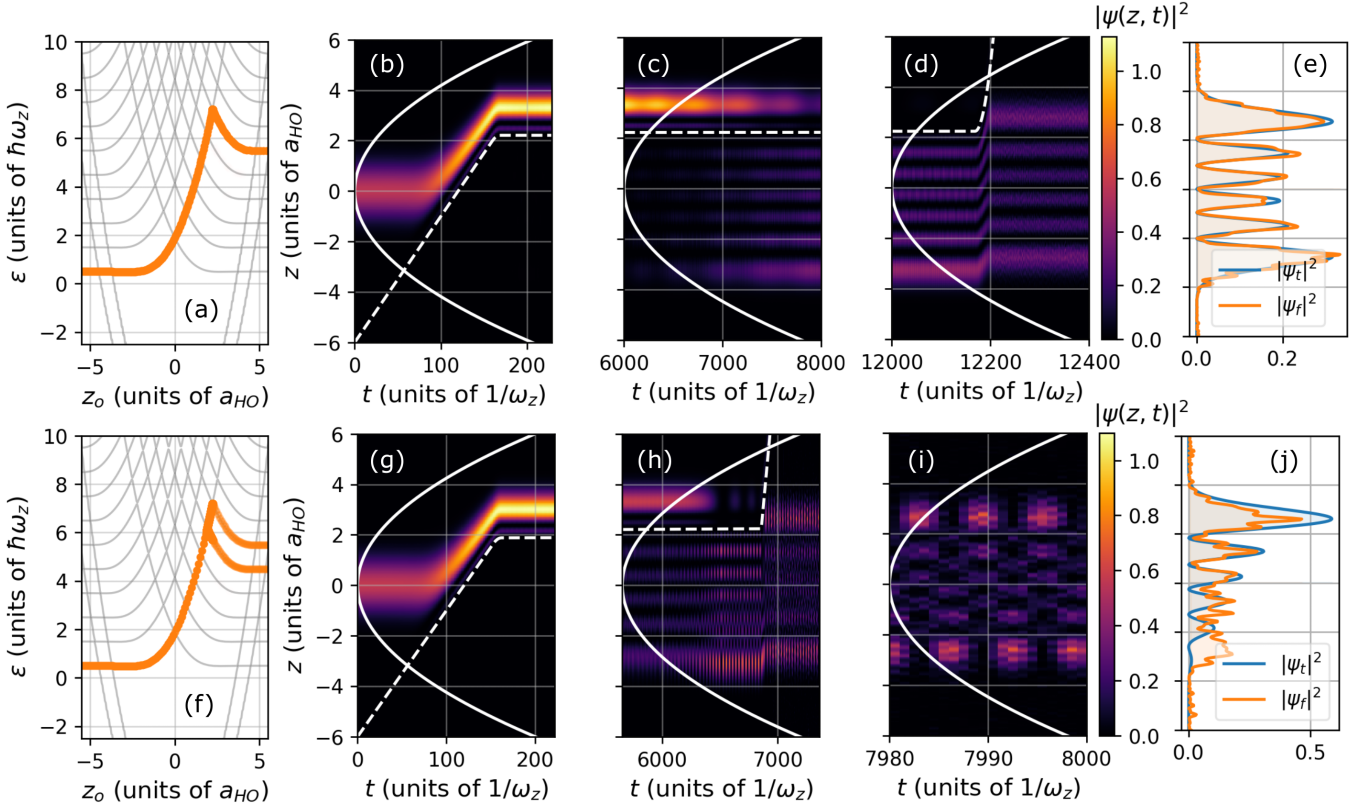 |ψ(z, t)|²
10
8
6
4
2
0
−2
ε (units of ℏω_z)
(a)
−5
0
5
z_o (units of a_HO)
6
4
2
0
−2
−4
−6
z (units of a_HO)
(b)
0
100
200
t (units of 1/ω_z)
(c)
6000
7000
8000
t (units of 1/ω_z)
(d)
12000
12200
12400
t (units of 1/ω_z)
1.0
0.8
0.6
0.4
0.2
0.0
(e)
|ψ_t|²
|ψ_f|²
0.0
0.2
|ψ(z, t)|²
10
8
6
4
2
0
−2
ε (units of ℏω_z)
(f)
−5
0
5
z_o (units of a_HO)
6
4
2
0
−2
−4
−6
z (units of a_HO)
(g)
0
100
200
t (units of 1/ω_z)
(h)
6000
7000
t (units of 1/ω_z)
(i)
7980
7990
8000
t (units of 1/ω_z)
1.0
0.8
0.6
0.4
0.2
0.0
(j)
|ψ_t|²
|ψ_f|²
0.0
0.5